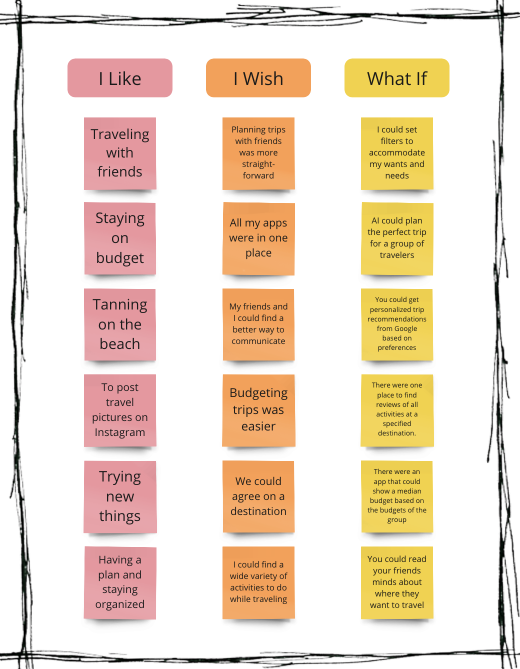 I Like
I Wish
What If
Traveling
with
friends
Planning trips
with friends
was more
straight-
forward
I could set
filters to
accommodate
my wants and
needs
Staying
on
budget
All my apps
were in one
place
AI could plan
the perfect trip
for a group of
travelers
Tanning
on the
beach
My friends and
I could find a
better way to
communicate
You could get
personalized trip
recommendations
from Google
based on
preferences
To post
travel
pictures on
Instagram
Budgeting
trips was
easier
There were one
place to find
reviews of all
activities at a
specified
destination.
Trying
new
things
We could
agree on a
destination
There were an
app that could
show a median
budget based on
the budgets of the
group
Having a
plan and
staying
organized
I could find a
wide variety of
activities to do
while traveling
You could read
your friends
minds about
where they
want to travel